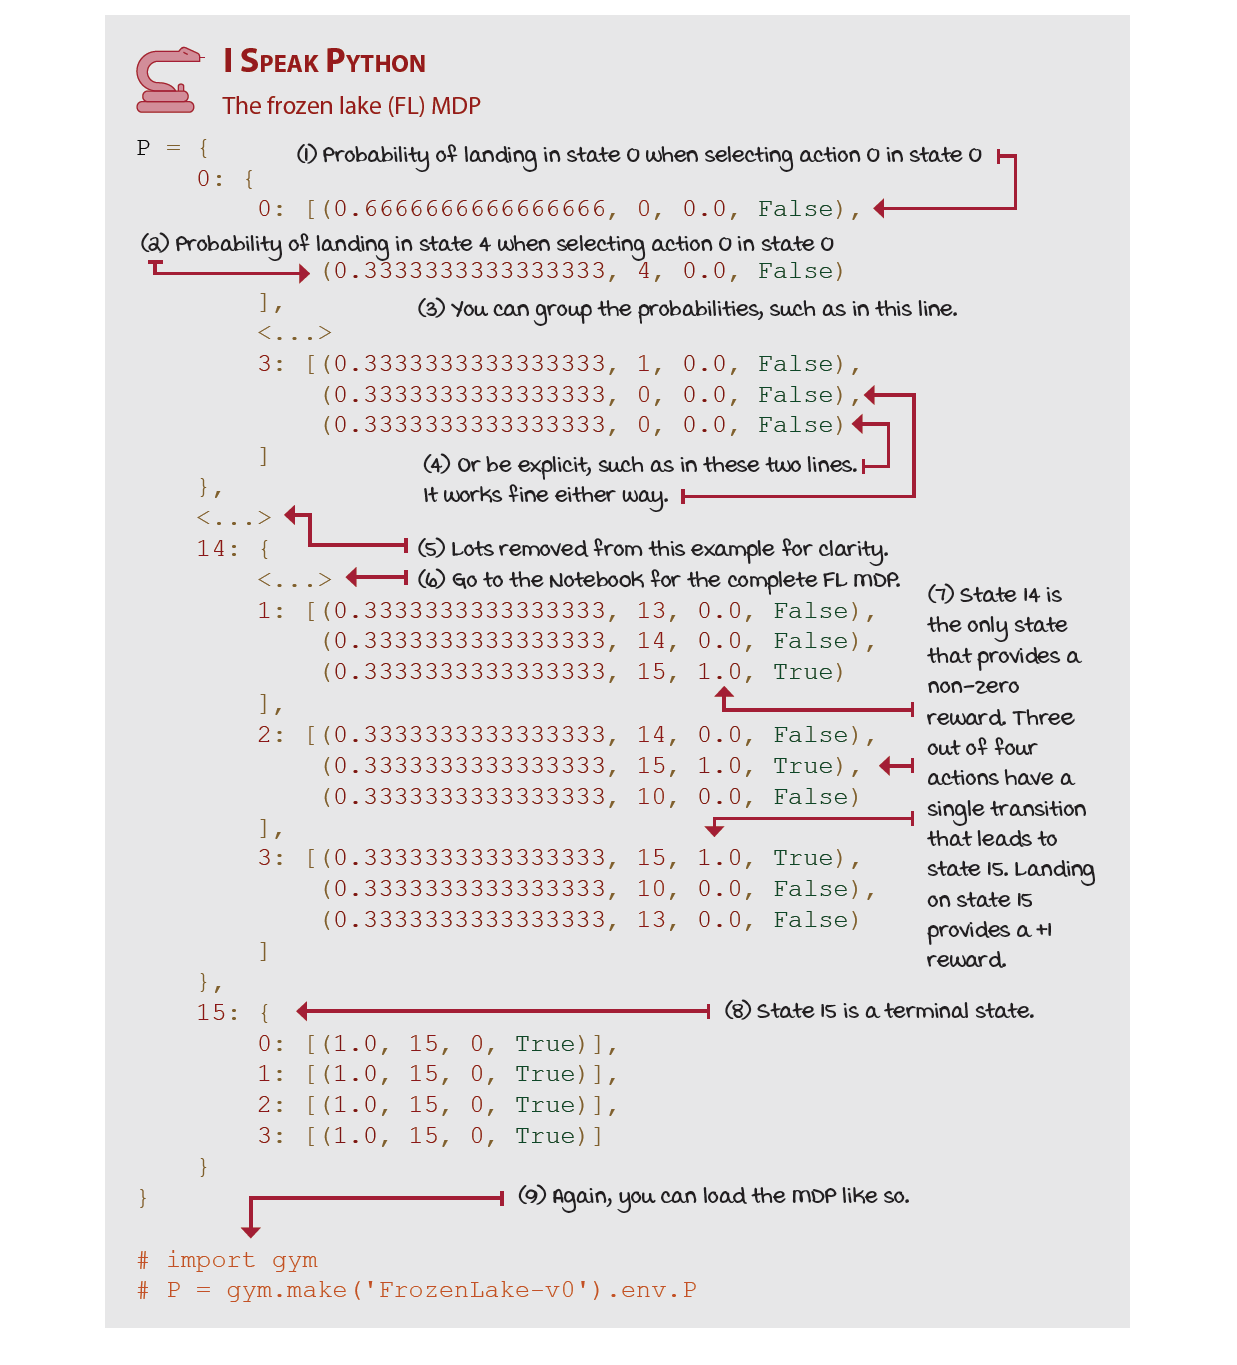 I Speak Python
The frozen lake (FL) MDP
P = {
(1) Probability of landing in state 0 when selecting action 0 in state 0
0: {
0: [(0.6666666666666666, 0, 0.0, False),
(2) Probability of landing in state 4 when selecting action 0 in state 0
(0.3333333333333333, 4, 0.0, False)
],
(3) You can group the probabilities, such as in this line.
<...>
3: [(0.3333333333333333, 1, 0.0, False),
(0.3333333333333333, 0, 0.0, False),
(0.3333333333333333, 0, 0.0, False)
]
(4) Or be explicit, such as in these two lines.
It works fine either way.
},
<...>
(5) Lots removed from this example for clarity.
14: {
<...>
(6) Go to the Notebook for the complete FL MDP.
1: [(0.3333333333333333, 13, 0.0, False),
(0.3333333333333333, 14, 0.0, False),
(0.3333333333333333, 15, 1.0, True)
],
2: [(0.3333333333333333, 14, 0.0, False),
(0.3333333333333333, 15, 1.0, True),
(0.3333333333333333, 10, 0.0, False)
],
3: [(0.3333333333333333, 15, 1.0, True),
(0.3333333333333333, 10, 0.0, False),
(0.3333333333333333, 13, 0.0, False)
]
},
(7) State 14 is
the only state
that provides a
non-zero
reward. Three
out of four
actions have a
single transition
that leads to
state 15. Landing
on state 15
provides a +1
reward.
15: {
(8) State 15 is a terminal state.
0: [(1.0, 15, 0, True)],
1: [(1.0, 15, 0, True)],
2: [(1.0, 15, 0, True)],
3: [(1.0, 15, 0, True)]
}
}
(9) Again, you can load the MDP like so.
# import gym
# P = gym.make('FrozenLake-v0').env.P